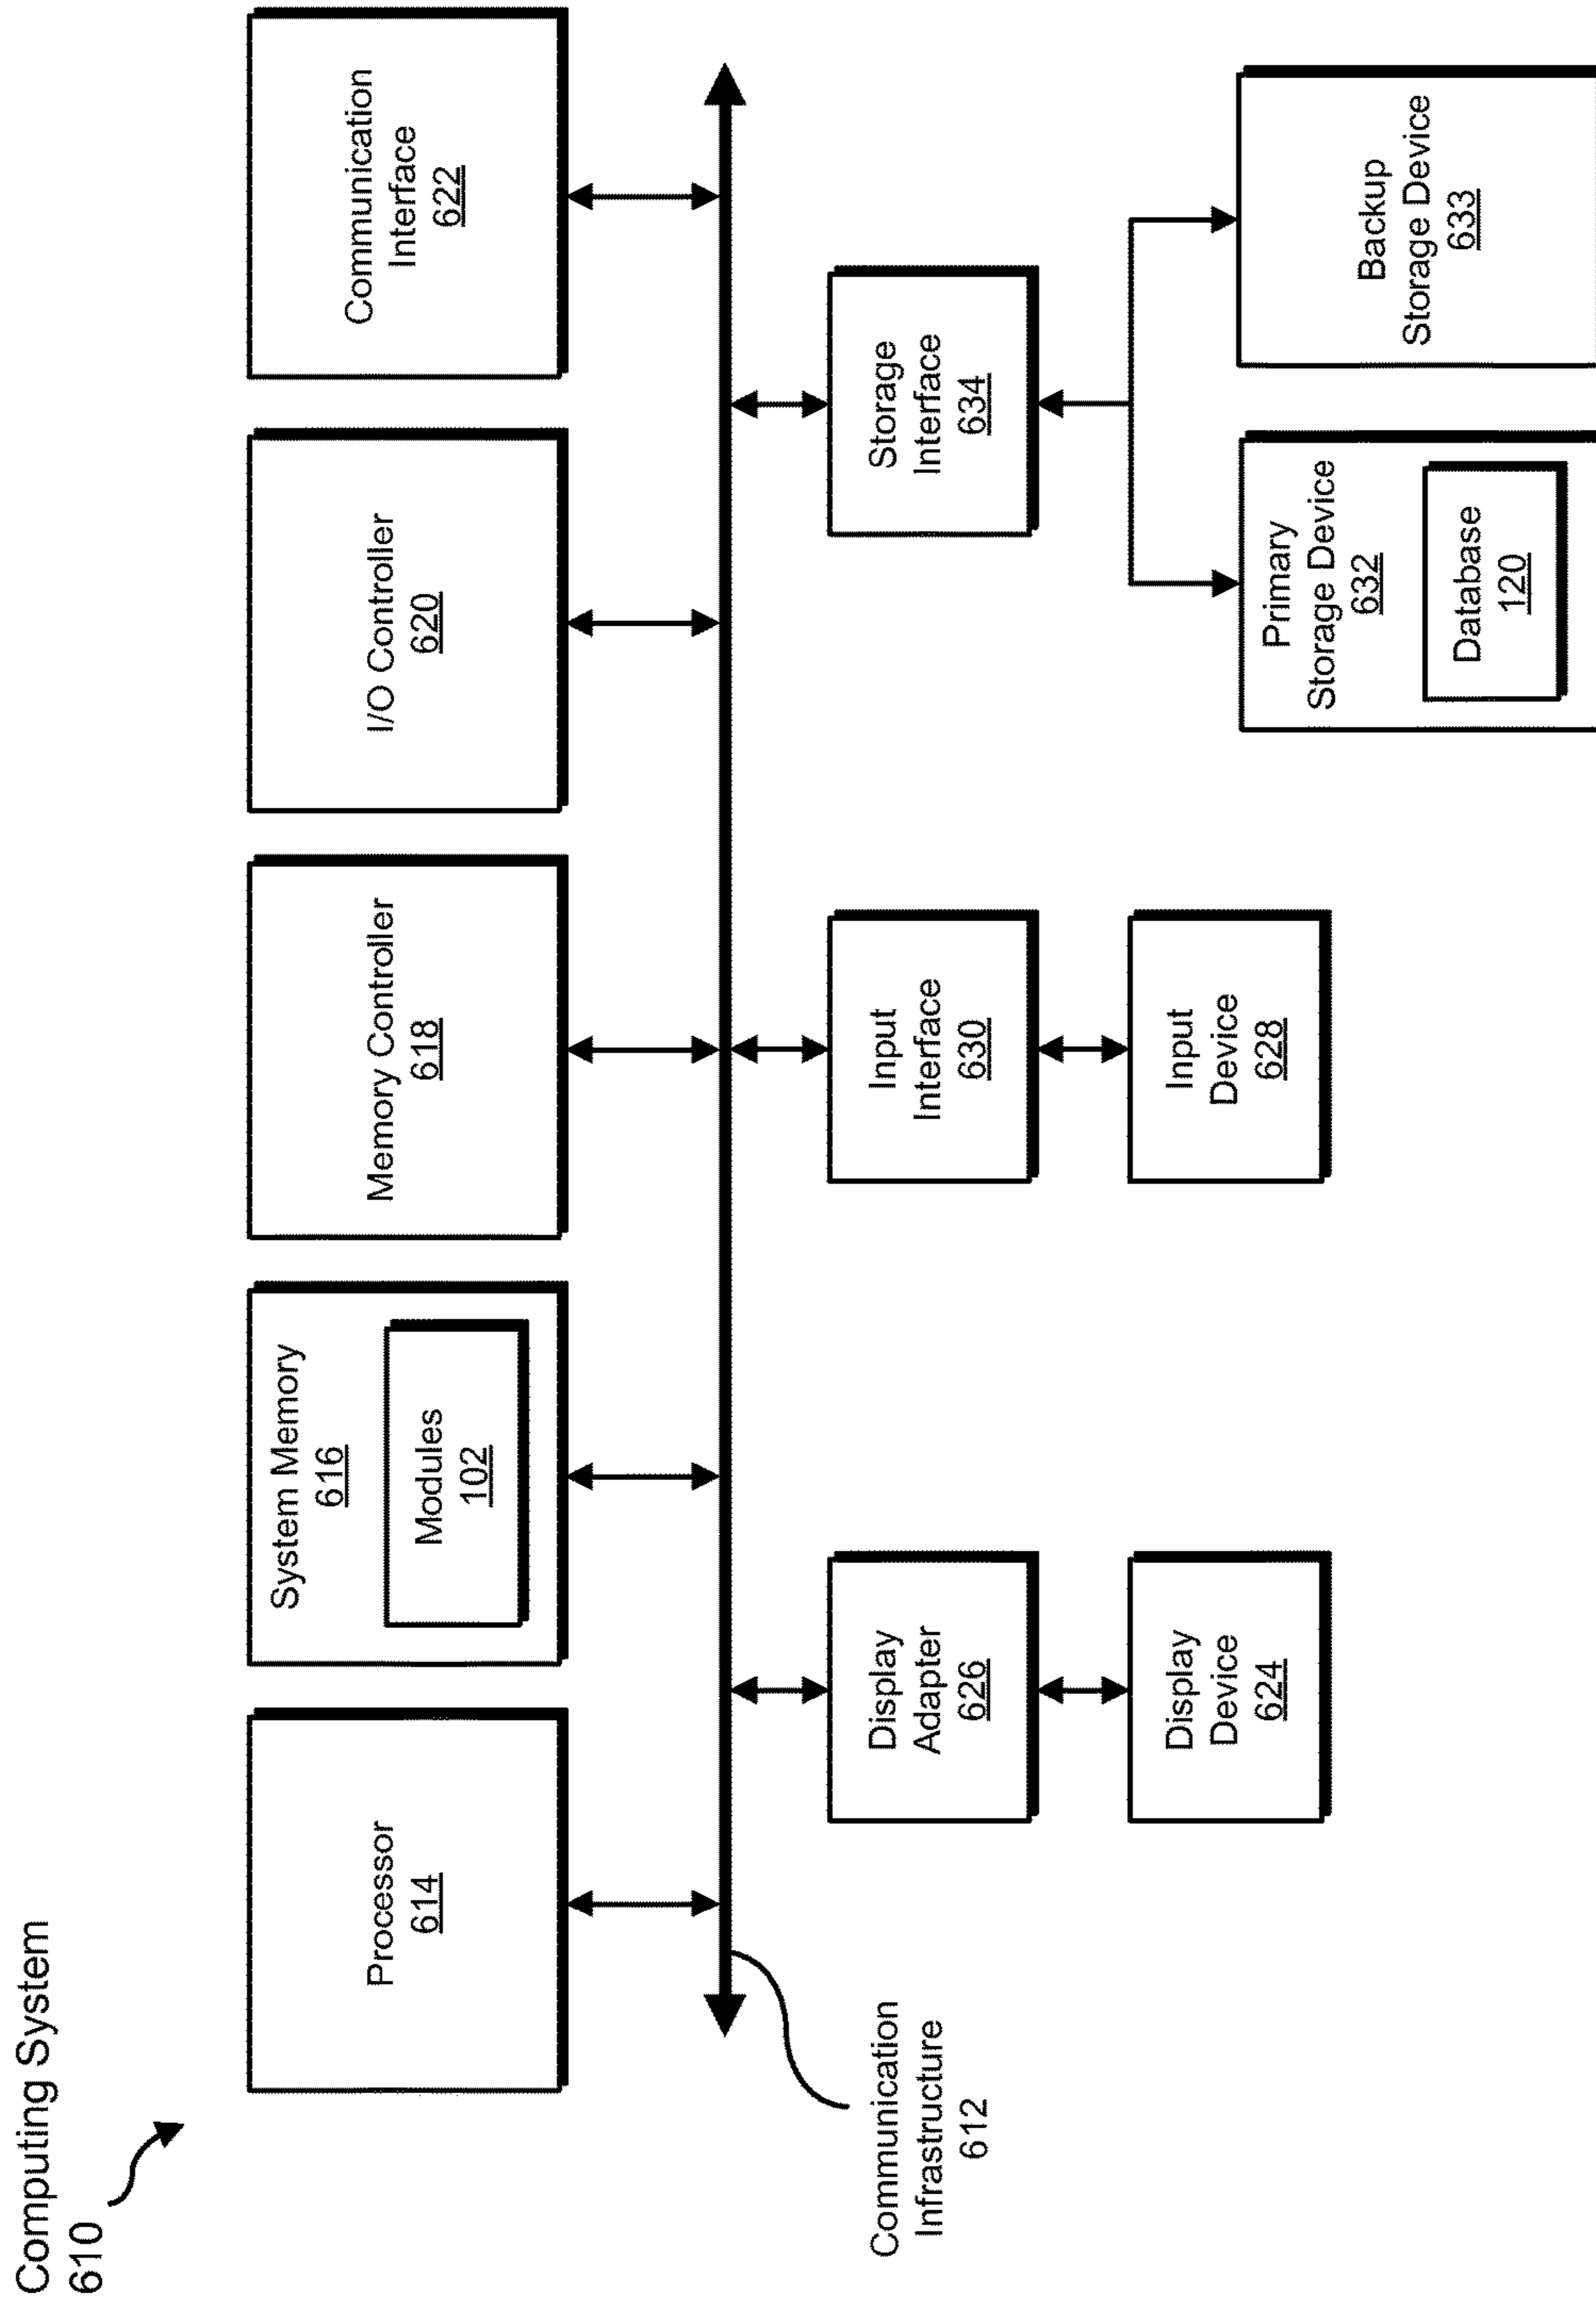 Computing System
610
Processor
614
System Memory
616
Modules
102
Memory Controller
618
I/O Controller
620
Communication
Interface
622
Communication
Infrastructure
612
Display
Adapter
626
Input
Interface
630
Storage
Interface
634
Display
Device
624
Input
Device
628
Primary
Storage Device
632
Database
120
Backup
Storage Device
633